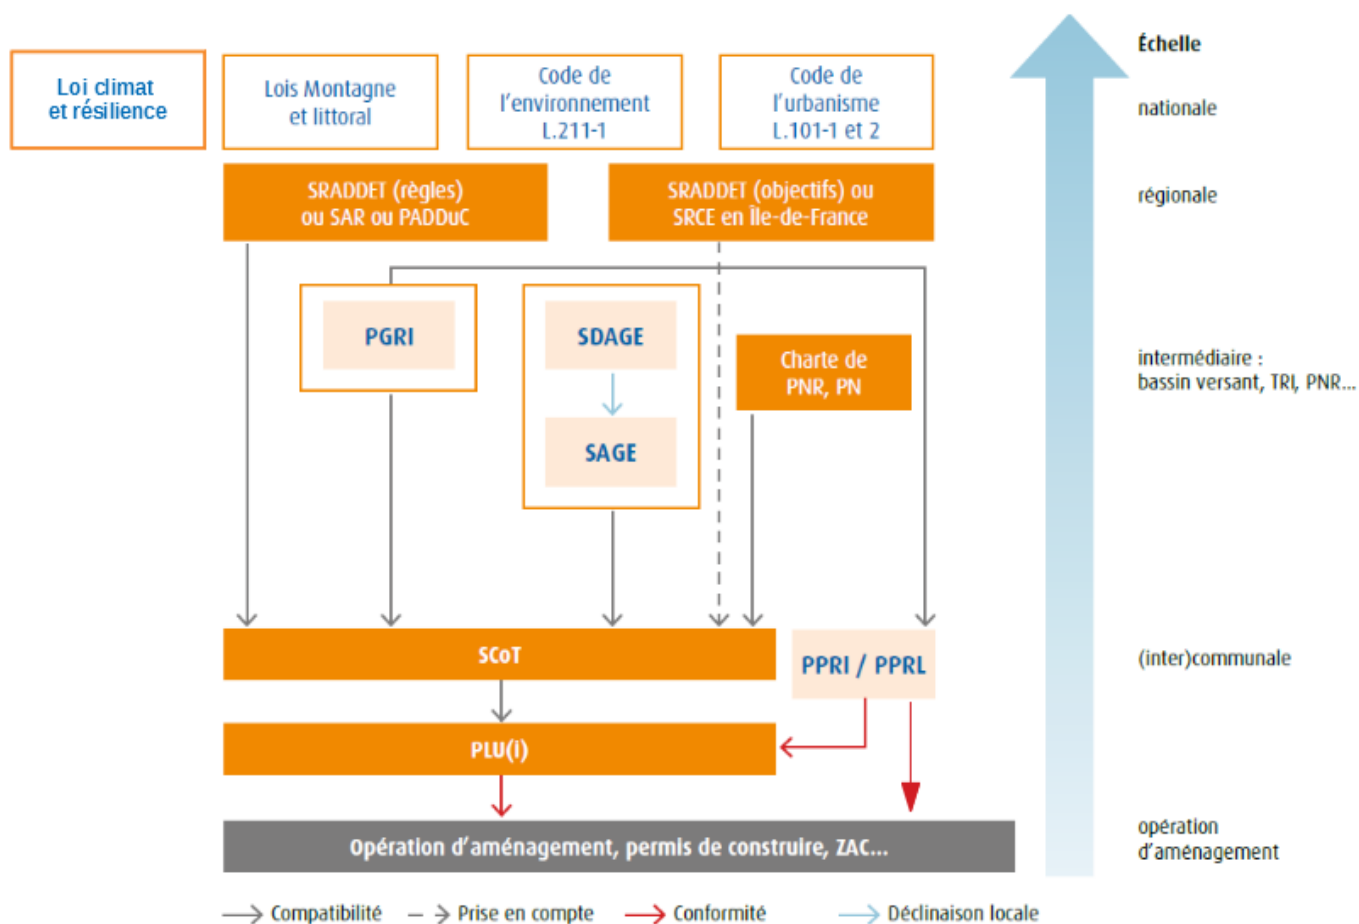 Échelle
Loi climat
et résilience
Lois Montagne
et littoral
Code de
l'environnement
L.211-1
Code de
l'urbanisme
L.101-1 et 2
nationale
SRADDET (règles)
ou SAR ou PADDuC
SRADDET (objectifs) ou
SRCE en Île-de-France
régionale
PGRI
SDAGE
SAGE
Charte de
PNR, PN
intermédiaire :
bassin versant, TRI, PNR...
SCoT
PPRI / PPRL
(inter)communale
PLU(i)
Opération d'aménagement, permis de construire, ZAC...
opération
d'aménagement
Compatibilité
Prise en compte
Conformité
Déclinaison locale